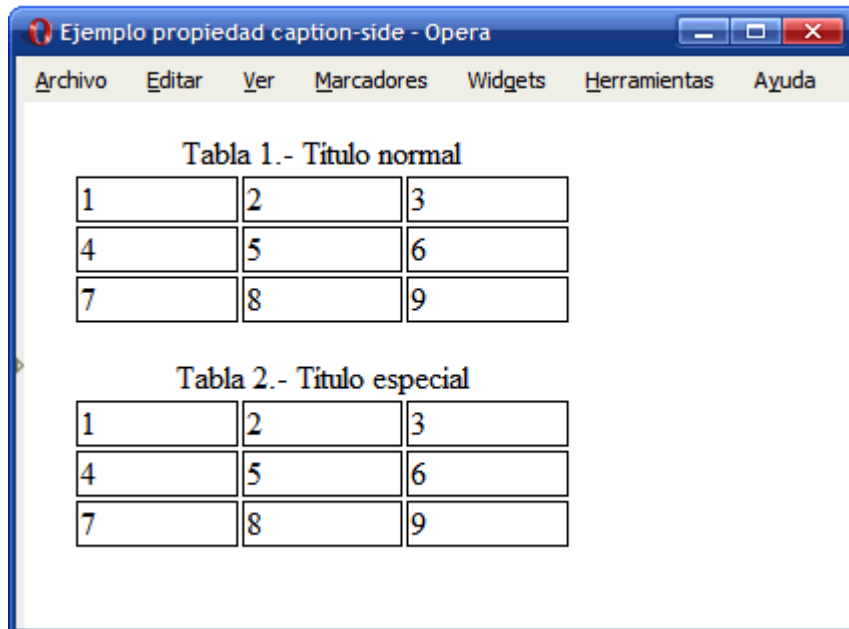 Ejemplo propiedad caption-side - Opera
Archivo Editar Ver Marcadores Widgets Herramientas Ayuda
Tabla 1.- Título normal
1 2 3
4 5 6
7 8 9
Tabla 2.- Título especial
1 2 3
4 5 6
7 8 9